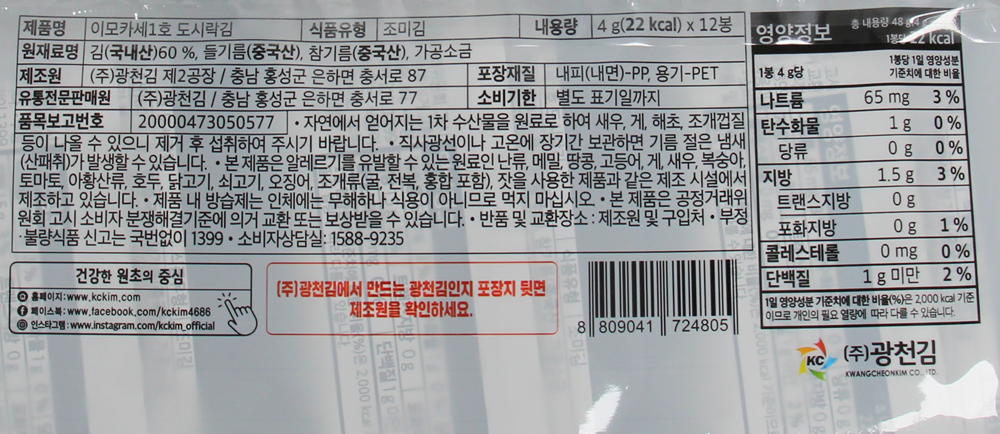 제품명 이모카세1호 도시락김 식품유형 조미김 내용량 4 g(22 kcal) x 12봉
원재료명 김(국내산)60 %, 들기름(중국산), 참기름(중국산), 가공소금
제조원 (주)광천김 제2공장 / 충남 홍성군 은하면 충서로 87 포장재질 내피(내면)-PP, 용기-PET
유통전문판매원 (주)광천김 / 충남 홍성군 은하면 충서로 77 소비기한 별도 표기일까지
품목보고번호 20000473050577 • 자연에서 얻어지는 1차 수산물을 원료로 하여 새우, 게, 해초, 조개껍질
등이 나올 수 있으니 제거 후 섭취하여 주시기 바랍니다. • 직사광선이나 고온에 장기간 보관하면 기름 절은 냄새
(산패취)가 발생할 수 있습니다. • 본 제품은 알레르기를 유발할 수 있는 원료인 난류, 메밀, 땅콩, 고등어, 게, 새우, 복숭아,
토마토, 아황산류, 호두, 닭고기, 쇠고기, 오징어, 조개류(굴, 전복, 홍합 포함), 잣을 사용한 제품과 같은 제조 시설에서
제조하고 있습니다. • 제품 내 방습제는 인체에는 무해하나 식용이 아니므로 먹지 마십시오. • 본 제품은 공정거래위
원회 고시 소비자 분쟁해결기준에 의거 교환 또는 보상받을 수 있습니다. • 반품 및 교환장소 : 제조원 및 구입처 • 부정
·불량식품 신고는 국번없이 1399 • 소비자상담실: 1588-9235
건강한 원초의 중심
홈페이지: www.kckim.com
페이스북: www.facebook.com/kckim4686
인스타그램: www.instagram.com/kckim_official
(주)광천김에서 만드는 광천김인지 포장지 뒷면
제조원을 확인하세요.
8 809041 724805
영양정보 총 내용량 48 g
1봉당 22 kcal
1봉 4 g당 1봉당 1일 영양성분
기준치에 대한 비율
나트륨 65 mg 3 %
탄수화물 1 g 0 %
당류 0 g 0 %
지방 1.5 g 3 %
트랜스지방 0 g
포화지방 0 g 1 %
콜레스테롤 0 mg 0 %
단백질 1 g 미만 2 %
1일 영양성분 기준치에 대한 비율(%)은 2,000 kcal 기준
이므로 개인의 필요 열량에 따라 다를 수 있습니다.
KC (주)광천김
KWANGCHEONKIM CO., LTD.